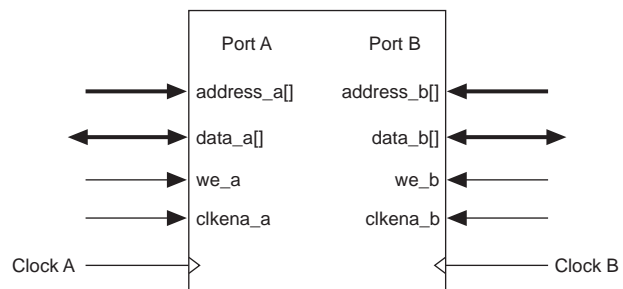 Port A Port B
address_a[] address_b[]
data_a[] data_b[]
we_a we_b
clkena_a clkena_b
Clock A Clock B